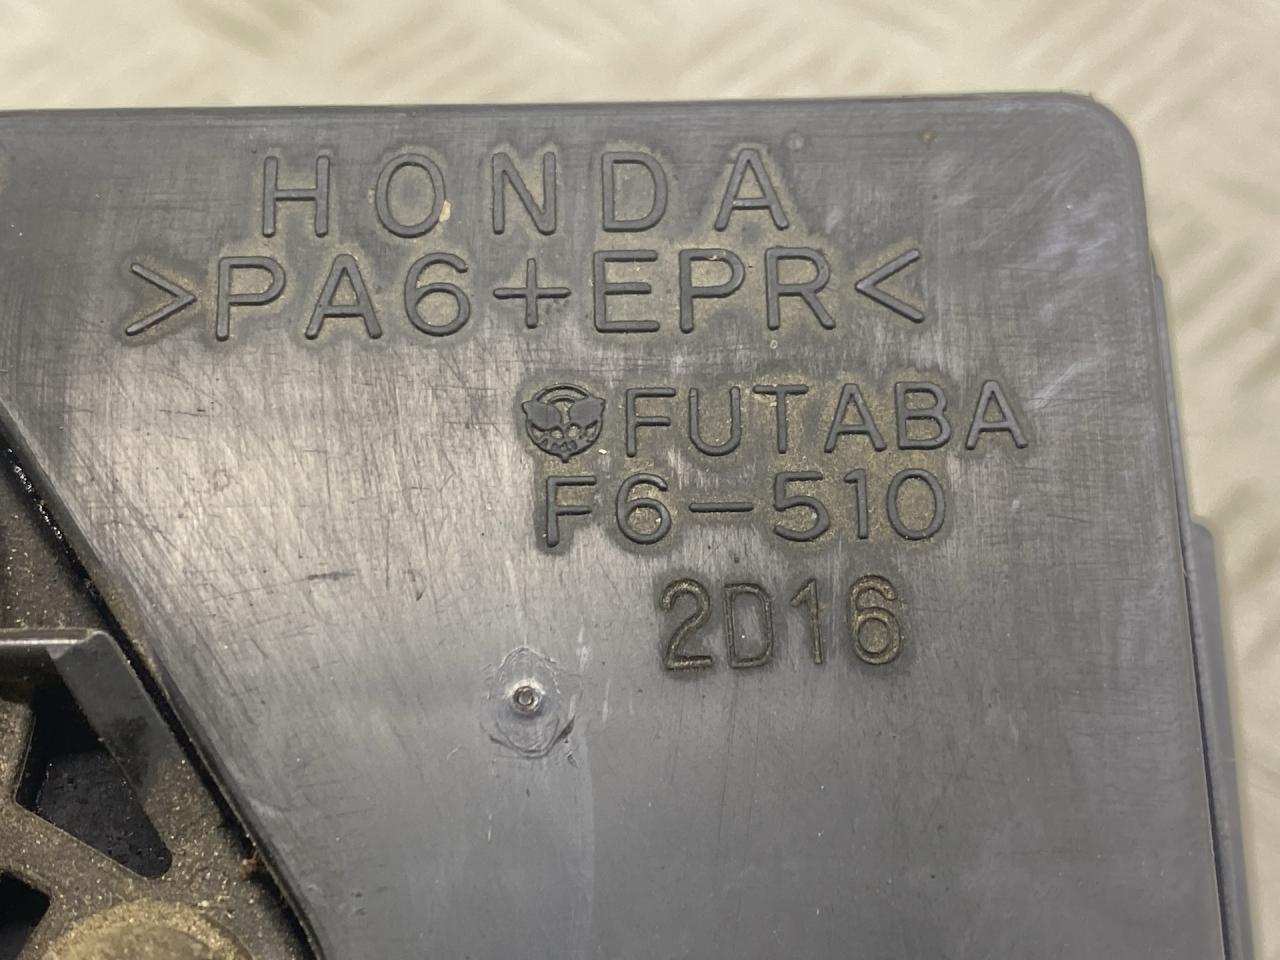 HONDA
>PA6+EPR<
FUTABA
F6-510
2D16